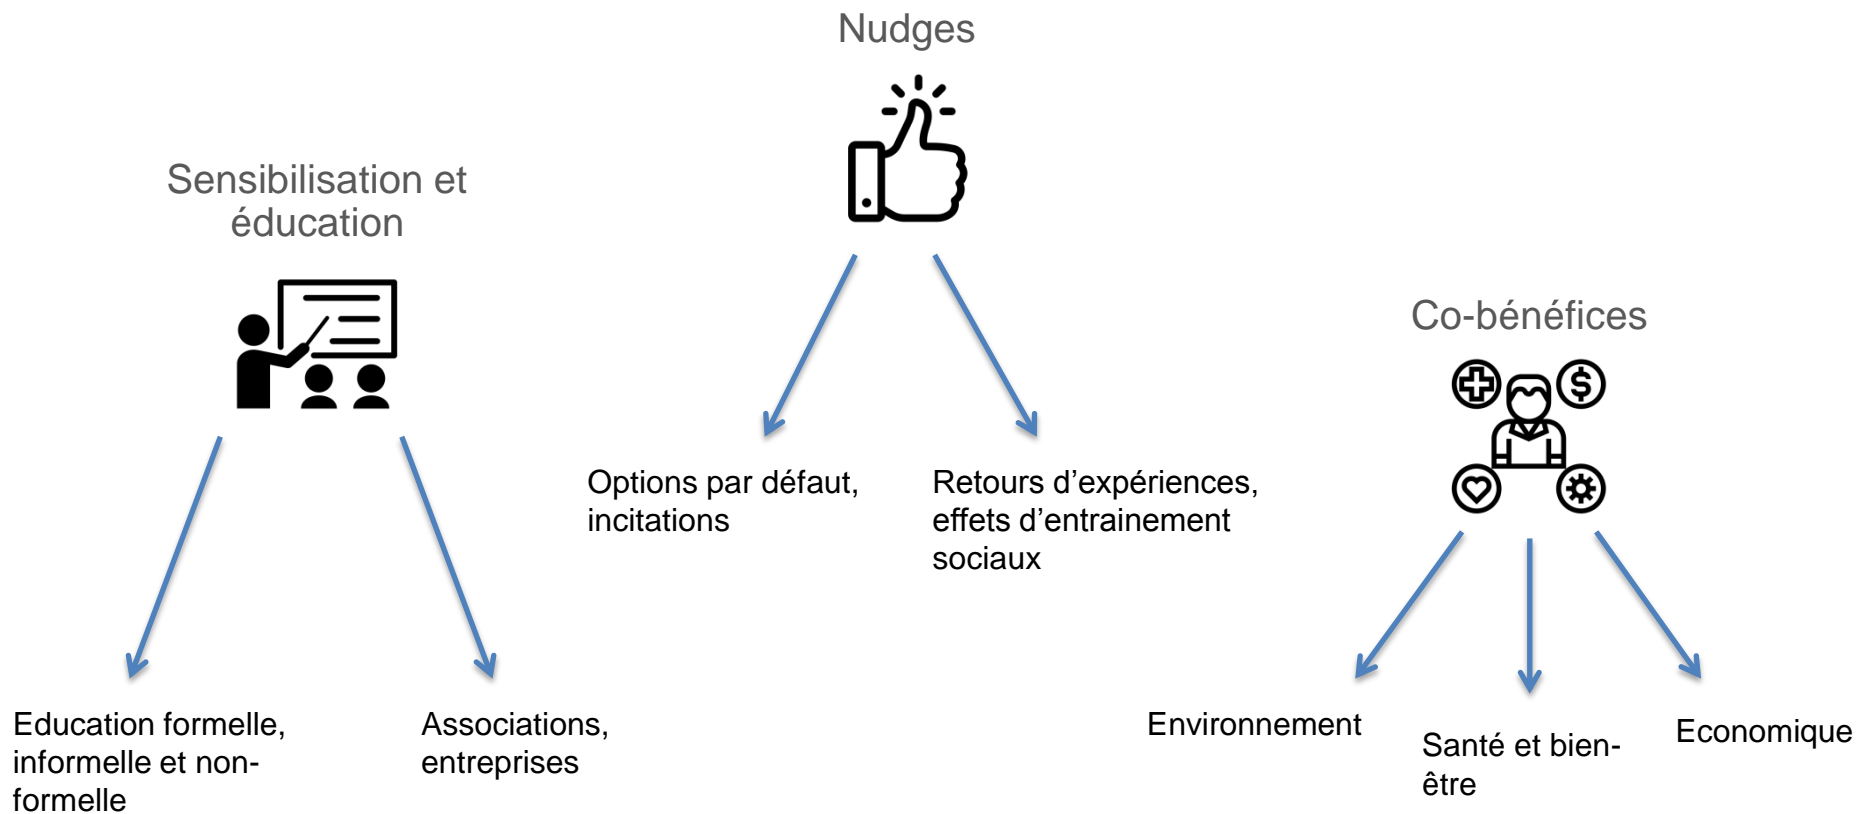 Nudges
Sensibilisation et
éducation
Co-bénéfices
Options par défaut,
incitations
Retours d’expériences,
effets d’entrainement
sociaux
Education formelle,
informelle et non-
formelle
Associations,
entreprises
Environnement
Santé et bien-
être
Economique